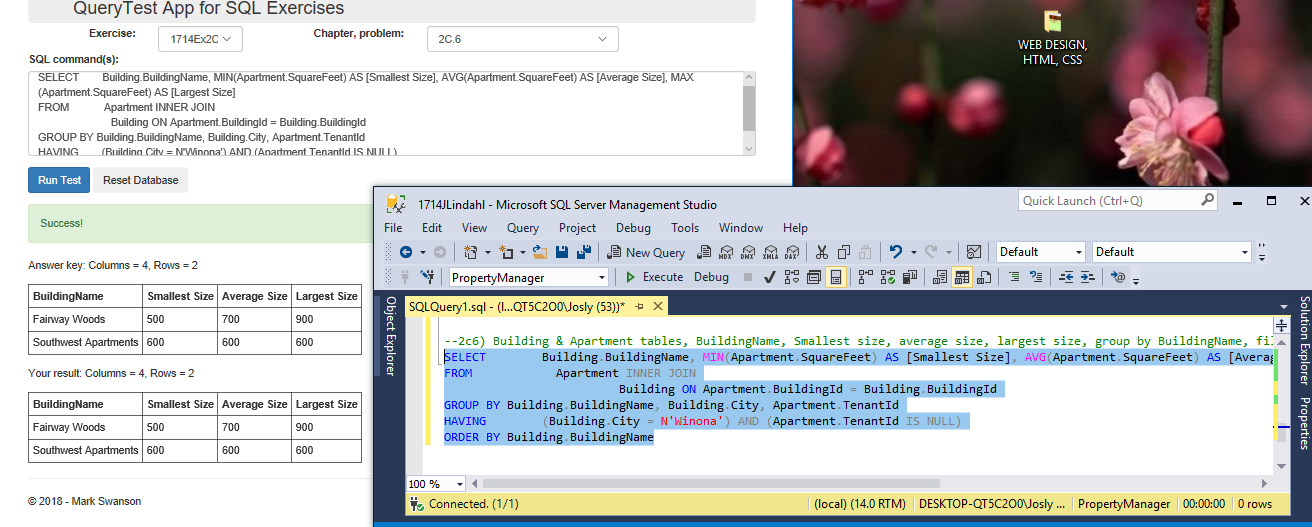 QueryTest App for SQL Exercises
Exercise: 1714Ex2C Chapter, problem: 2C.6
SQL command(s):
SELECT Building.BuildingName, MIN(Apartment.SquareFeet) AS [Smallest Size], AVG(Apartment.SquareFeet) AS [Average Size], MAX
(Apartment.SquareFeet) AS [Largest Size]
FROM Apartment INNER JOIN
Building ON Apartment.BuildingId = Building.BuildingId
GROUP BY Building.BuildingName, Building.City, Apartment.TenantId
HAVING (Building.City = N'Winona') AND (Apartment.TenantId IS NULL)
Run Test Reset Database
Success!
Answer key: Columns = 4, Rows = 2
BuildingName Smallest Size Average Size Largest Size
Fairway Woods 500 700 900
Southwest Apartments 600 600 600
Your result: Columns = 4, Rows = 2
BuildingName Smallest Size Average Size Largest Size
Fairway Woods 500 700 900
Southwest Apartments 600 600 600
© 2018 - Mark Swanson
WEB DESIGN,
HTML, CSS
1714JLindahl - Microsoft SQL Server Management Studio
Quick Launch (Ctrl+Q)
File Edit View Query Project Debug Tools Window Help
New Query MDX DMX XMLA DAX Default Default
PropertyManager Execute Debug
SQLQuery1.sql - (l...QT5C2O0\Josly (53))*
Object Explorer
--2c6) Building & Apartment tables, BuildingName, Smallest size, average size, largest size, group by BuildingName, fil
SELECT Building.BuildingName, MIN(Apartment.SquareFeet) AS [Smallest Size], AVG(Apartment.SquareFeet) AS [Averag
FROM Apartment INNER JOIN
Building ON Apartment.BuildingId = Building.BuildingId
GROUP BY Building.BuildingName, Building.City, Apartment.TenantId
HAVING (Building.City = N'Winona') AND (Apartment.TenantId IS NULL)
ORDER BY Building.BuildingName
100 %
Connected. (1/1) (local) (14.0 RTM) DESKTOP-QT5C2O0\Josly ... PropertyManager 00:00:00 0 rows
Solution Explorer
Properties